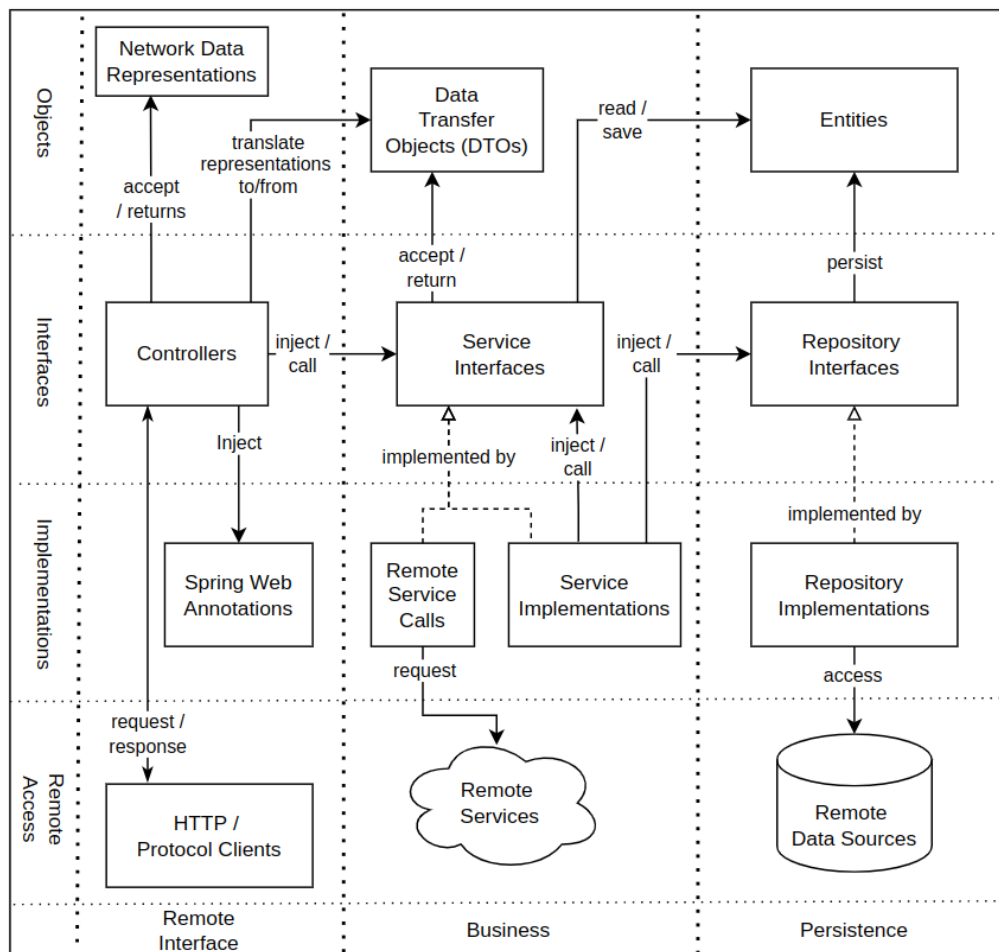 Objects
Network Data
Representations
Data
Transfer
Objects (DTOs)
Entities
read /
save
translate
representations
to/from
accept
/ returns
accept /
return
persist
Interfaces
Controllers
inject /
call
Service
Interfaces
inject /
call
Repository
Interfaces
Inject
implemented by
inject /
call
Implementations
Spring Web
Annotations
Remote
Service
Calls
Service
Implementations
implemented by
Repository
Implementations
request
access
Remote
Access
request /
response
HTTP /
Protocol Clients
Remote
Services
Remote
Data Sources
Remote
Interface
Business
Persistence